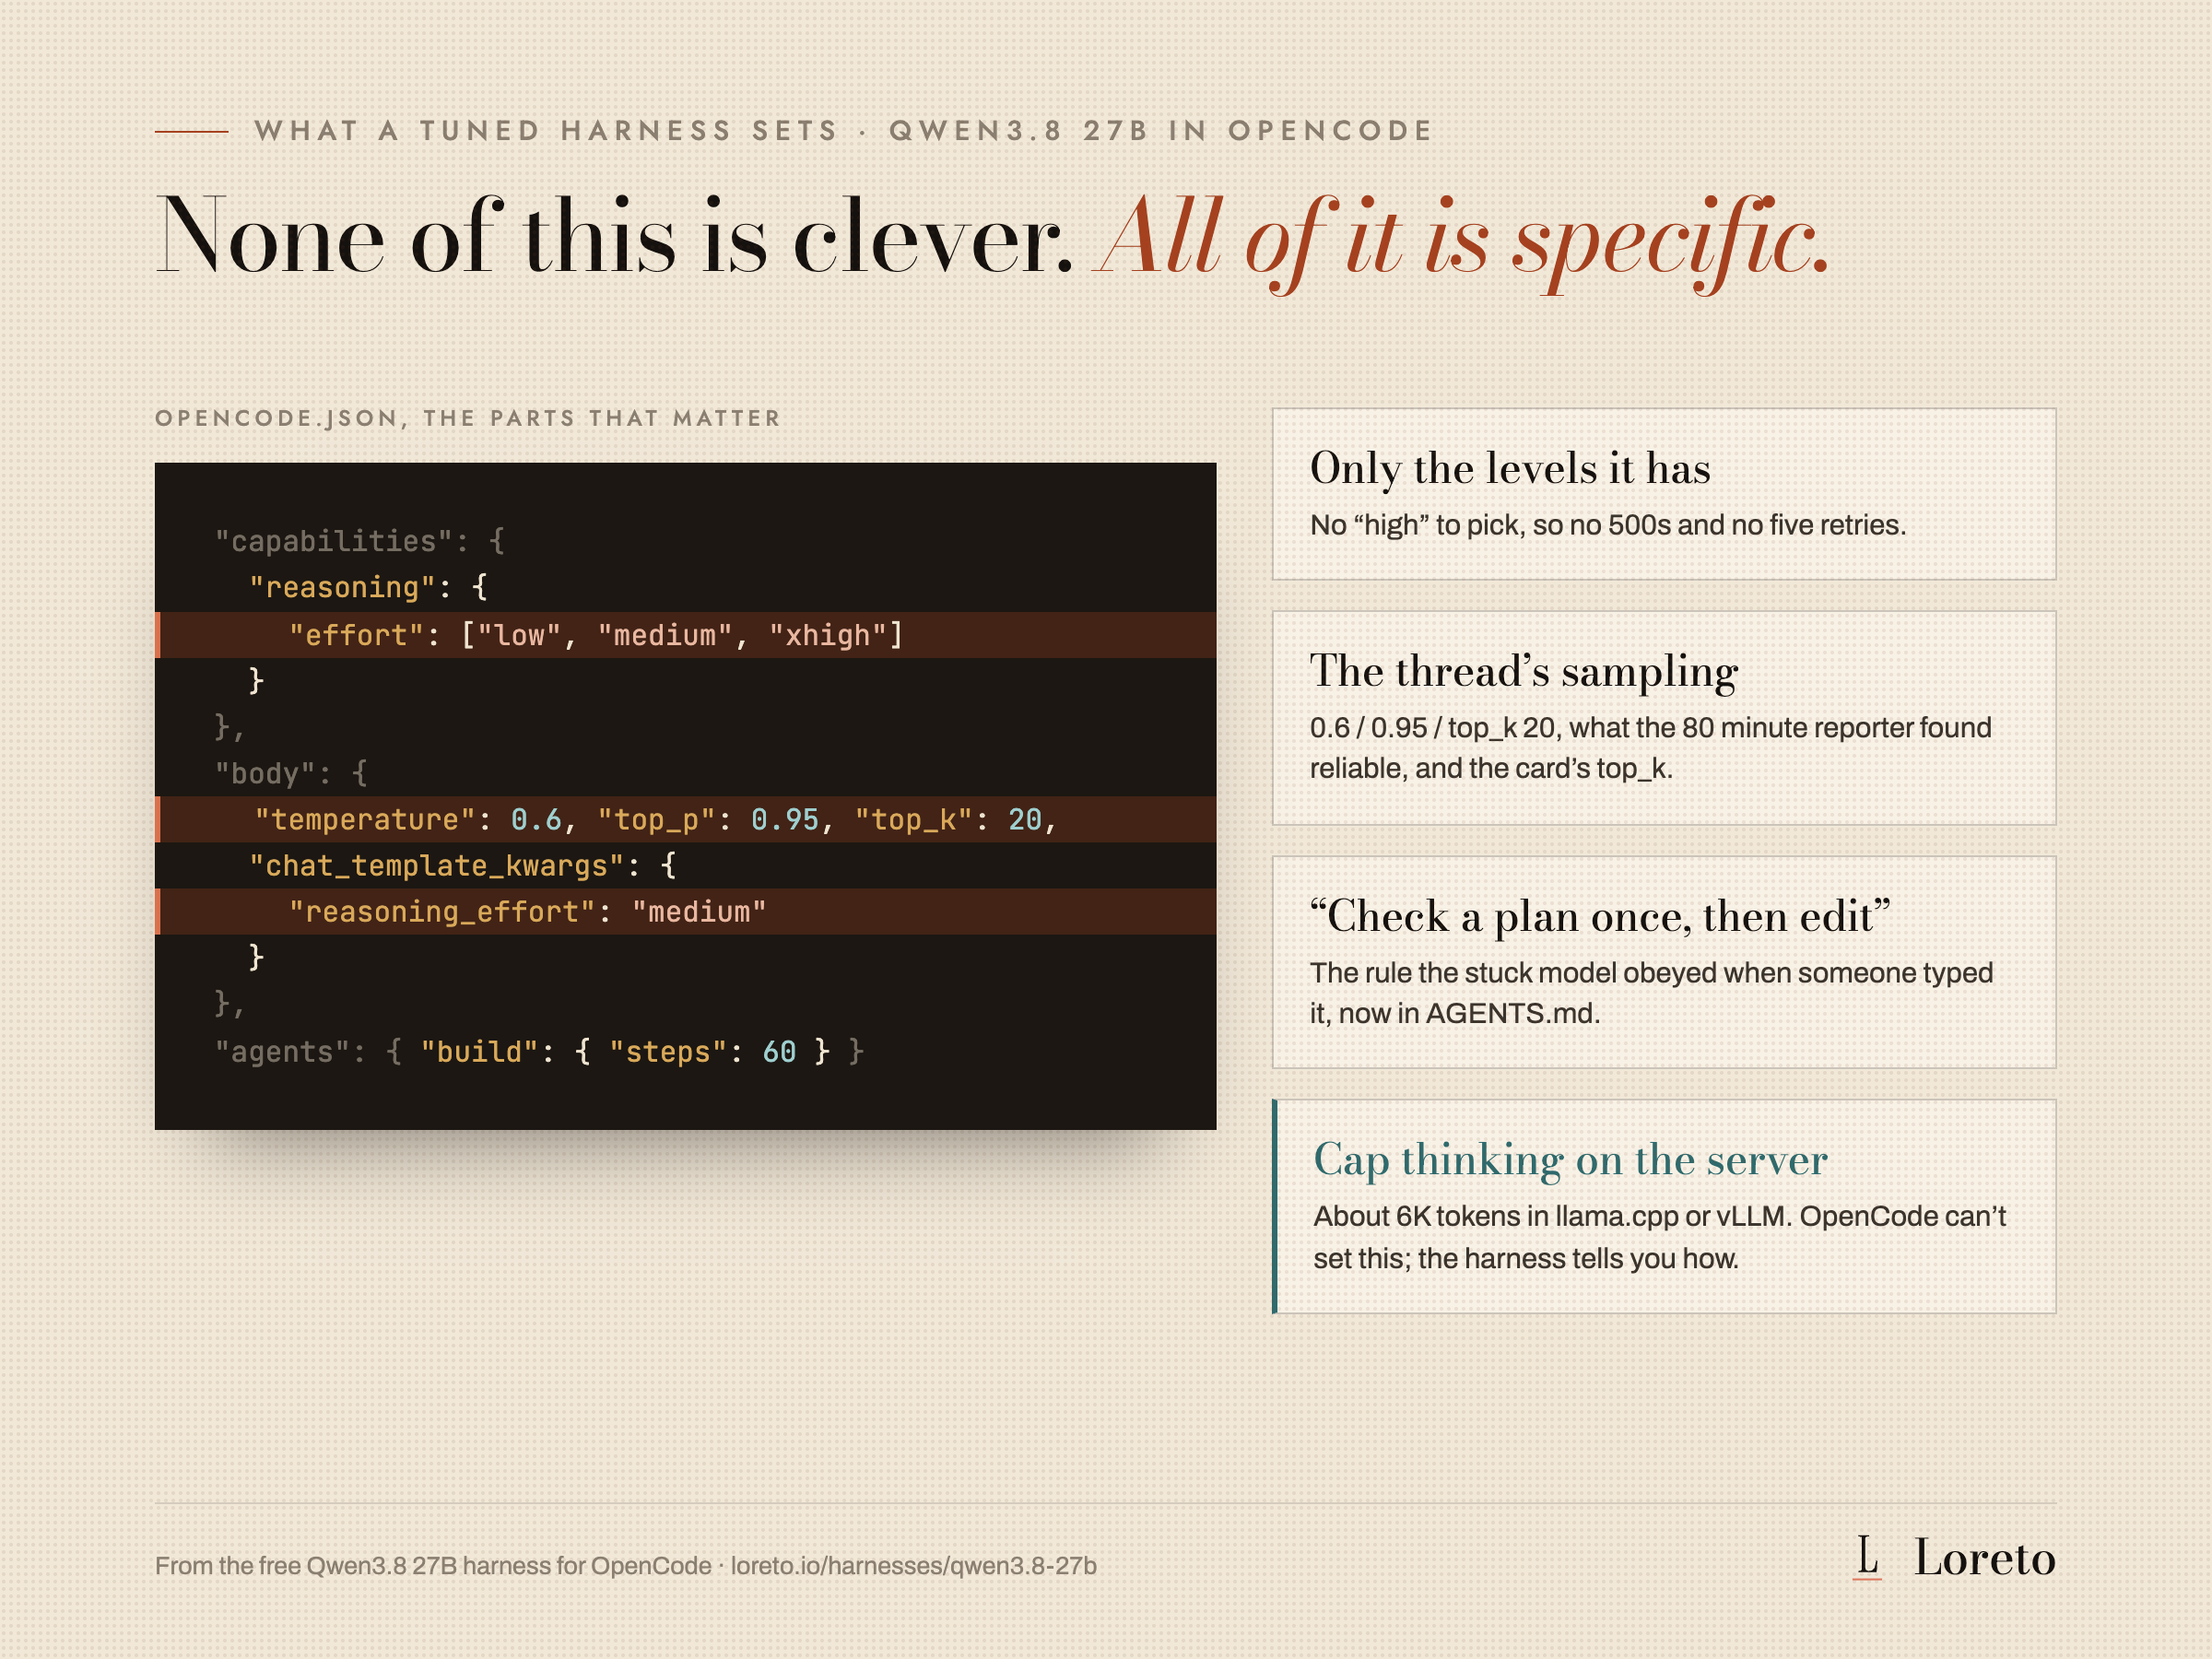 WHAT A TUNED HARNESS SETS · QWEN3.8 27B IN OPENCODE
None of this is clever. All of it is specific.
OPENCODE.JSON, THE PARTS THAT MATTER
"capabilities": {
"reasoning": {
"effort": ["low", "medium", "xhigh"]
}
},
"body": {
"temperature": 0.6, "top_p": 0.95, "top_k": 20,
"chat_template_kwargs": {
"reasoning_effort": "medium"
}
},
"agents": { "build": { "steps": 60 } }
Only the levels it has
No “high” to pick, so no 500s and no five retries.
The thread’s sampling
0.6 / 0.95 / top_k 20, what the 80 minute reporter found
reliable, and the card’s top_k.
“Check a plan once, then edit”
The rule the stuck model obeyed when someone typed
it, now in AGENTS.md.
Cap thinking on the server
About 6K tokens in llama.cpp or vLLM. OpenCode can’t
set this; the harness tells you how.
From the free Qwen3.8 27B harness for OpenCode · loreto.io/harnesses/qwen3.8-27b
L Loreto